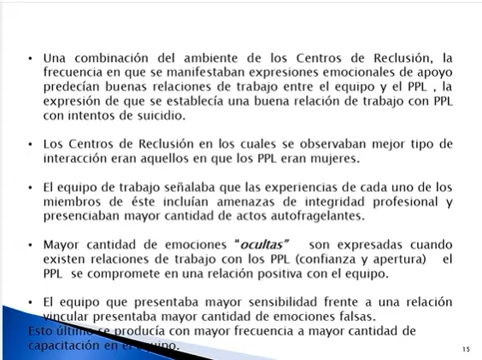 • Una combinación del ambiente de los Centros de Reclusión, la
frecuencia en que se manifestaban expresiones emocionales de apoyo
predecían buenas relaciones de trabajo entre el equipo y el PPL , la
expresión de que se establecía una buena relación de trabajo con PPL
con intentos de suicidio.
• Los Centros de Reclusión en los cuales se observaban mejor tipo de
interacción eran aquellos en que los PPL eran mujeres.
• El equipo de trabajo señalaba que las experiencias de cada uno de los
miembros de éste incluían amenazas de integridad profesional y
presenciaban mayor cantidad de actos autofragelantes.
• Mayor cantidad de emociones "ocultas" son expresadas cuando
existen relaciones de trabajo con los PPL (confianza y apertura) el
PPL se compromete en una relación positiva con el equipo.
• El equipo que presentaba mayor sensibilidad frente a una relación
vincular presentaba mayor cantidad de emociones falsas.
Esto último se producía con mayor frecuencia a mayor cantidad de
capacitación en el equipo.
15